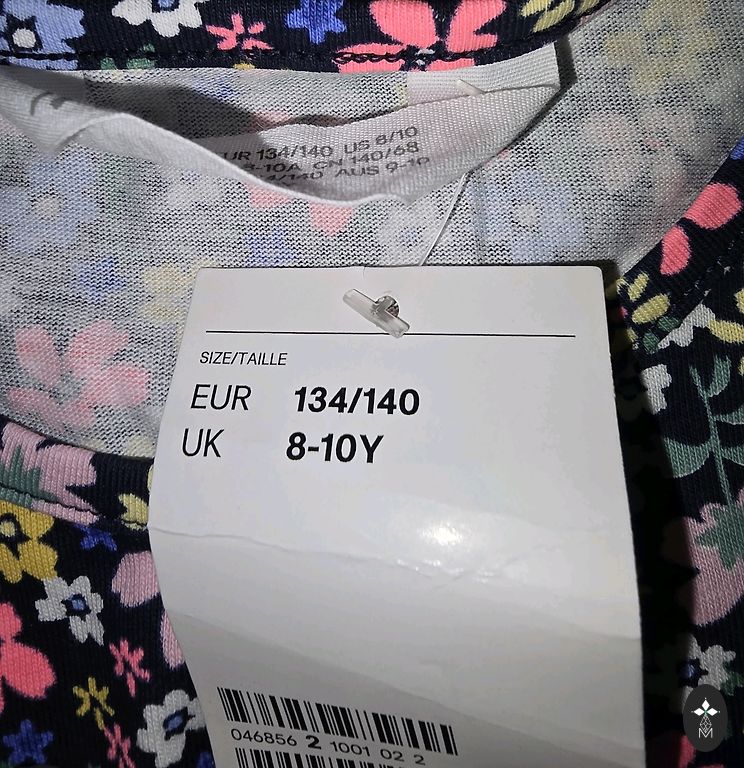 UR 134/140 US 8/10
-10A CN 140/68
/140 AUS 9-10
SIZE/TAILLE
EUR 134/140
UK 8-10Y
046856 2 1001 02 2